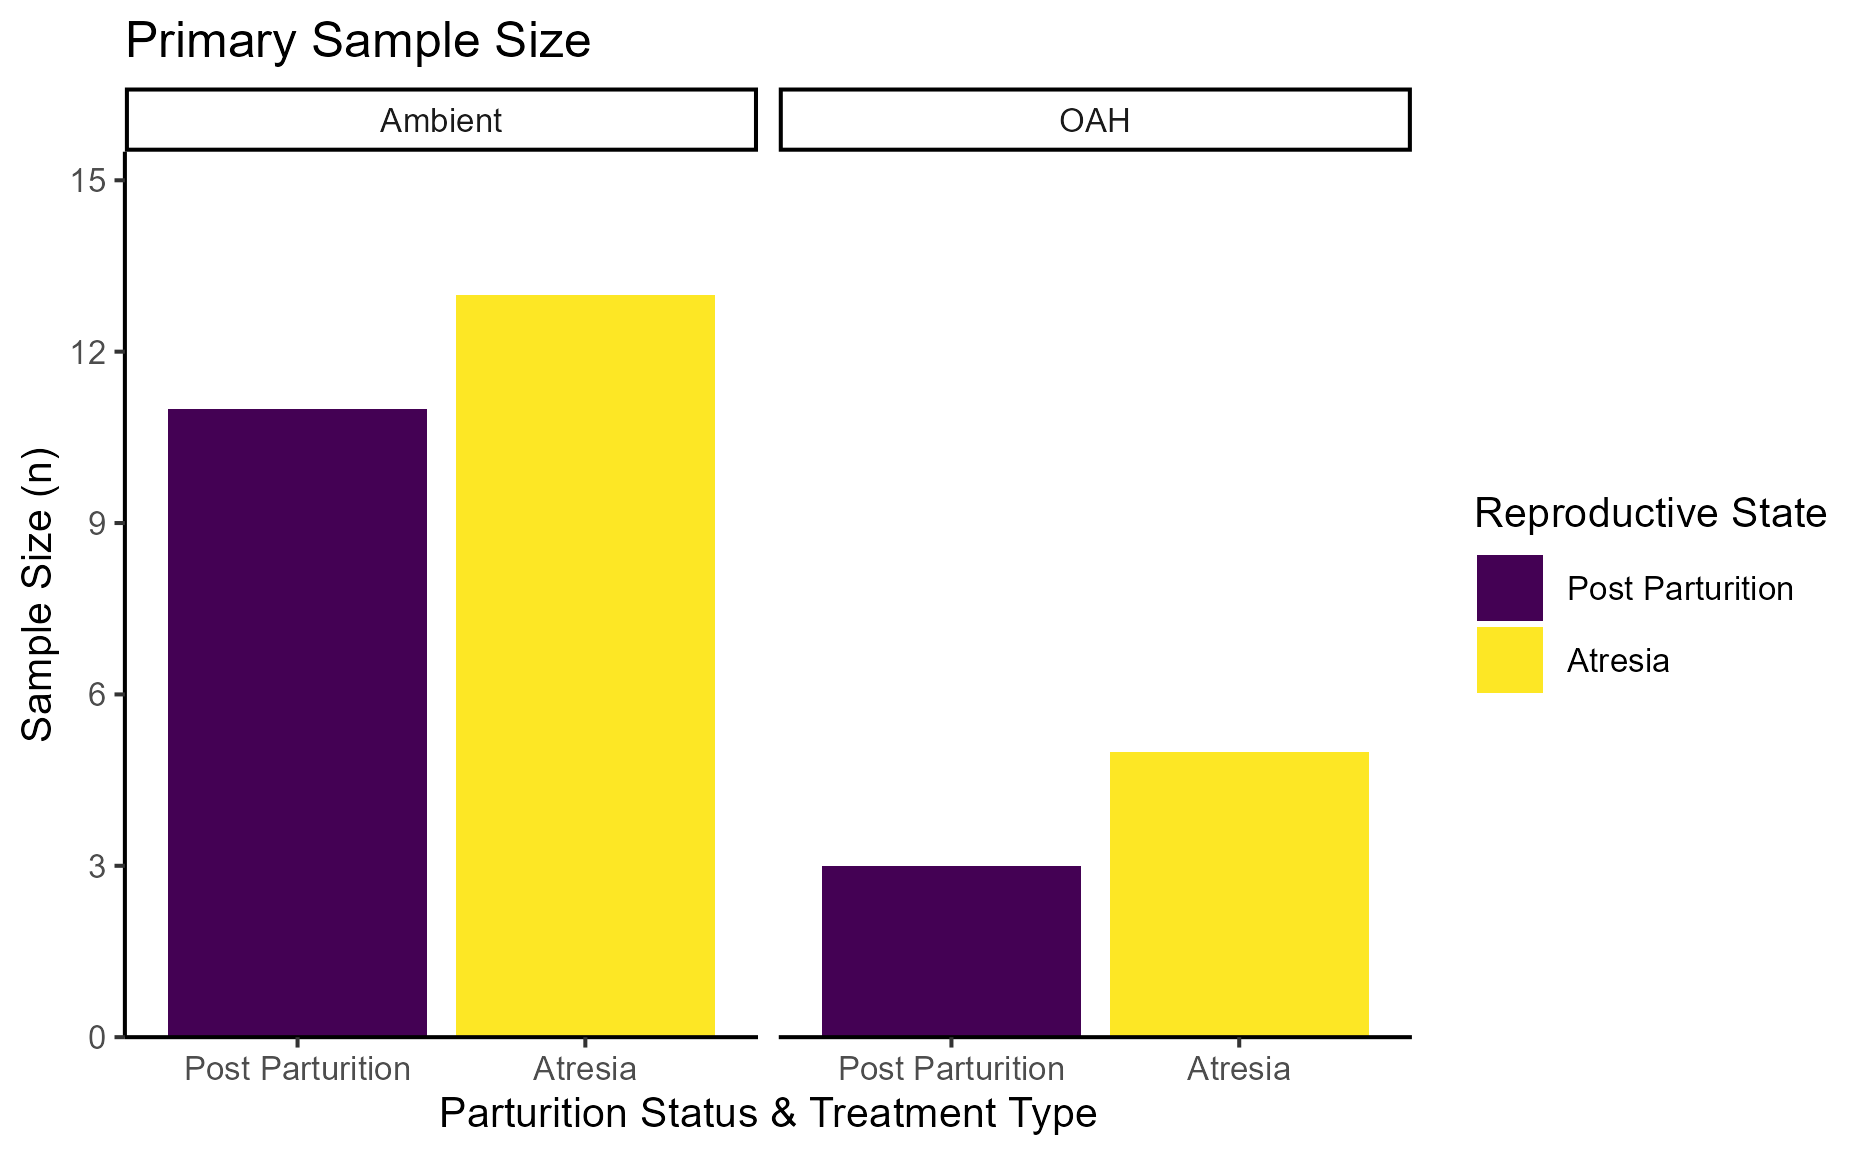 Primary Sample Size
Ambient
OAH
15
12
9
6
3
0
Sample Size (n)
Post Parturition
Atresia
Post Parturition
Atresia
Parturition Status & Treatment Type
Reproductive State
Post Parturition
Atresia